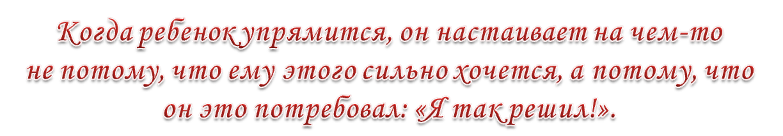 Когда ребенок упрямится, он настаивает на чем-то
не потому, что ему этого сильно хочется, а потому, что
он это потребовал: «Я так решил!».